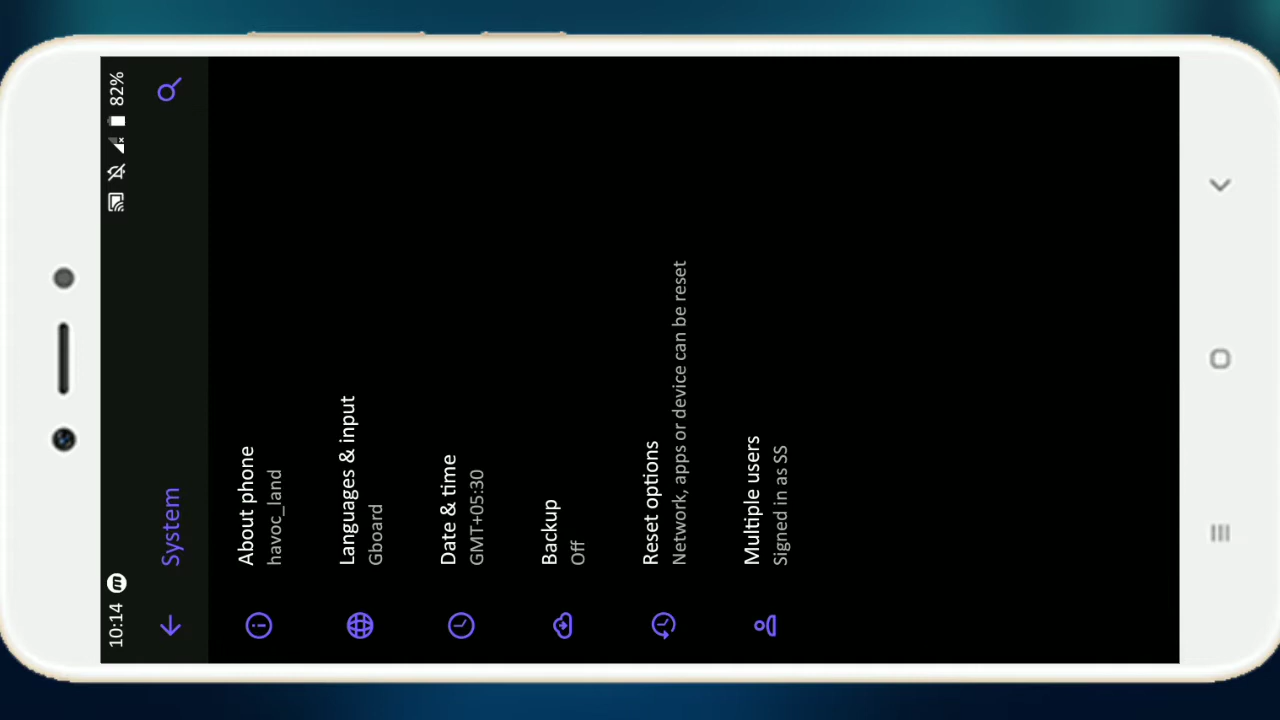 10:14
82%
System
About phone
havoc_land
Languages & input
Gboard
Date & time
GMT+05:30
Backup
Off
Reset options
Network, apps or device can be reset
Multiple users
Signed in as SS